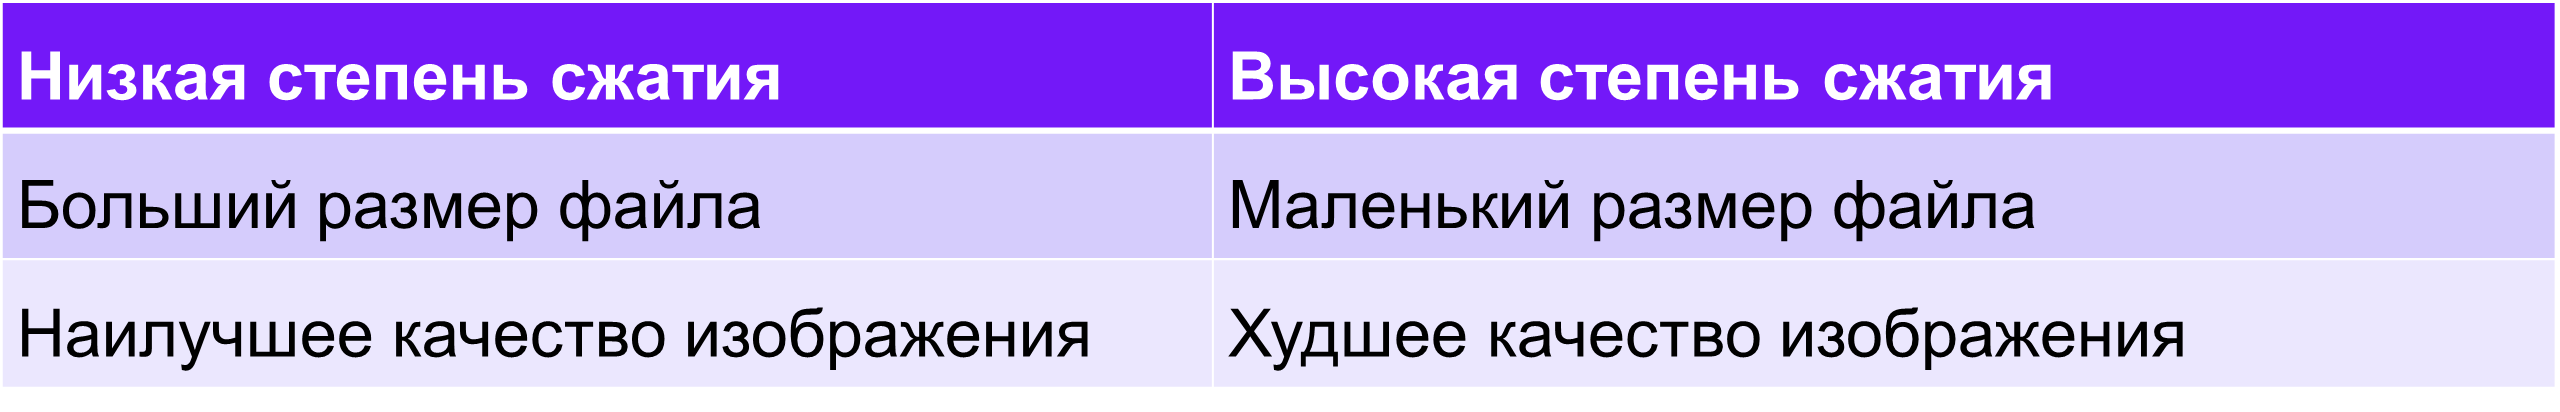 Низкая степень сжатия
Высокая степень сжатия
Больший размер файла
Маленький размер файла
Наилучшее качество изображения
Худшее качество изображения